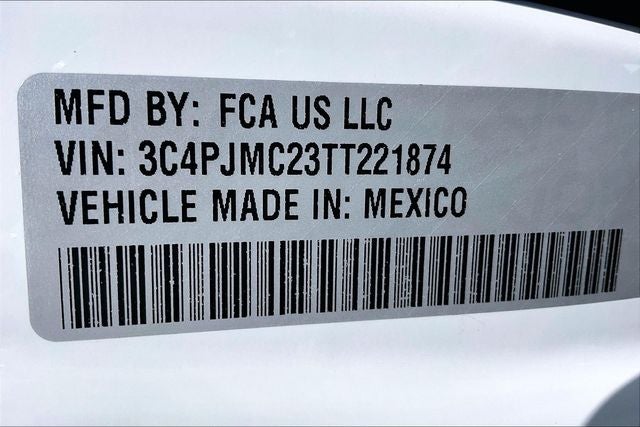 MFD BY: FCA US LLC
VIN: 3C4PJMC23TT221874
VEHICLE MADE IN: MEXICO